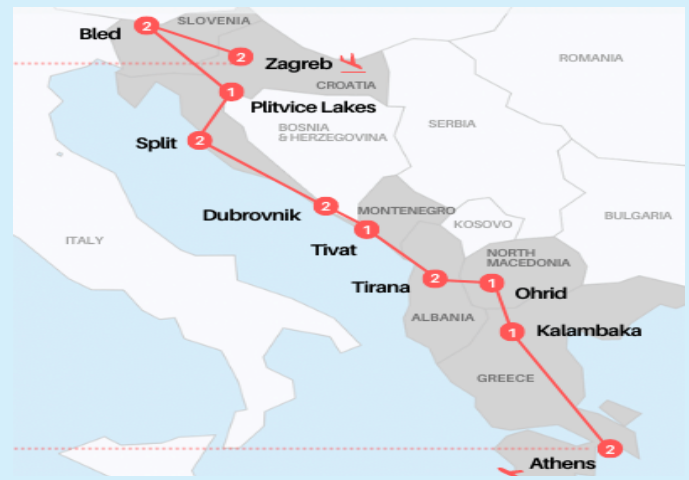 SLOVENIA
Bled
2
2
Zagreb
ROMANIA
CROATIA
1
Plitvice Lakes
BOSNIA
& HERZEGOVINA
SERBIA
Split
2
Dubrovnik
2
MONTENEGRO
KOSOVO
BULGARIA
ITALY
1
Tivat
NORTH
MACEDONIA
Tirana
2
1
Ohrid
ALBANIA
1
Kalambaka
GREECE
2
Athens